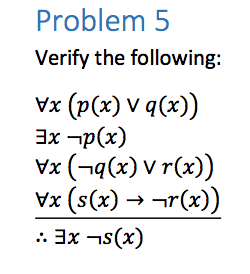 Problem 5
Verify the following:
∀x (p(x) ∨ q(x))
∃x ¬p(x)
∀x (¬q(x) ∨ r(x))
∀x (s(x) → ¬r(x))
∴ ∃x ¬s(x)